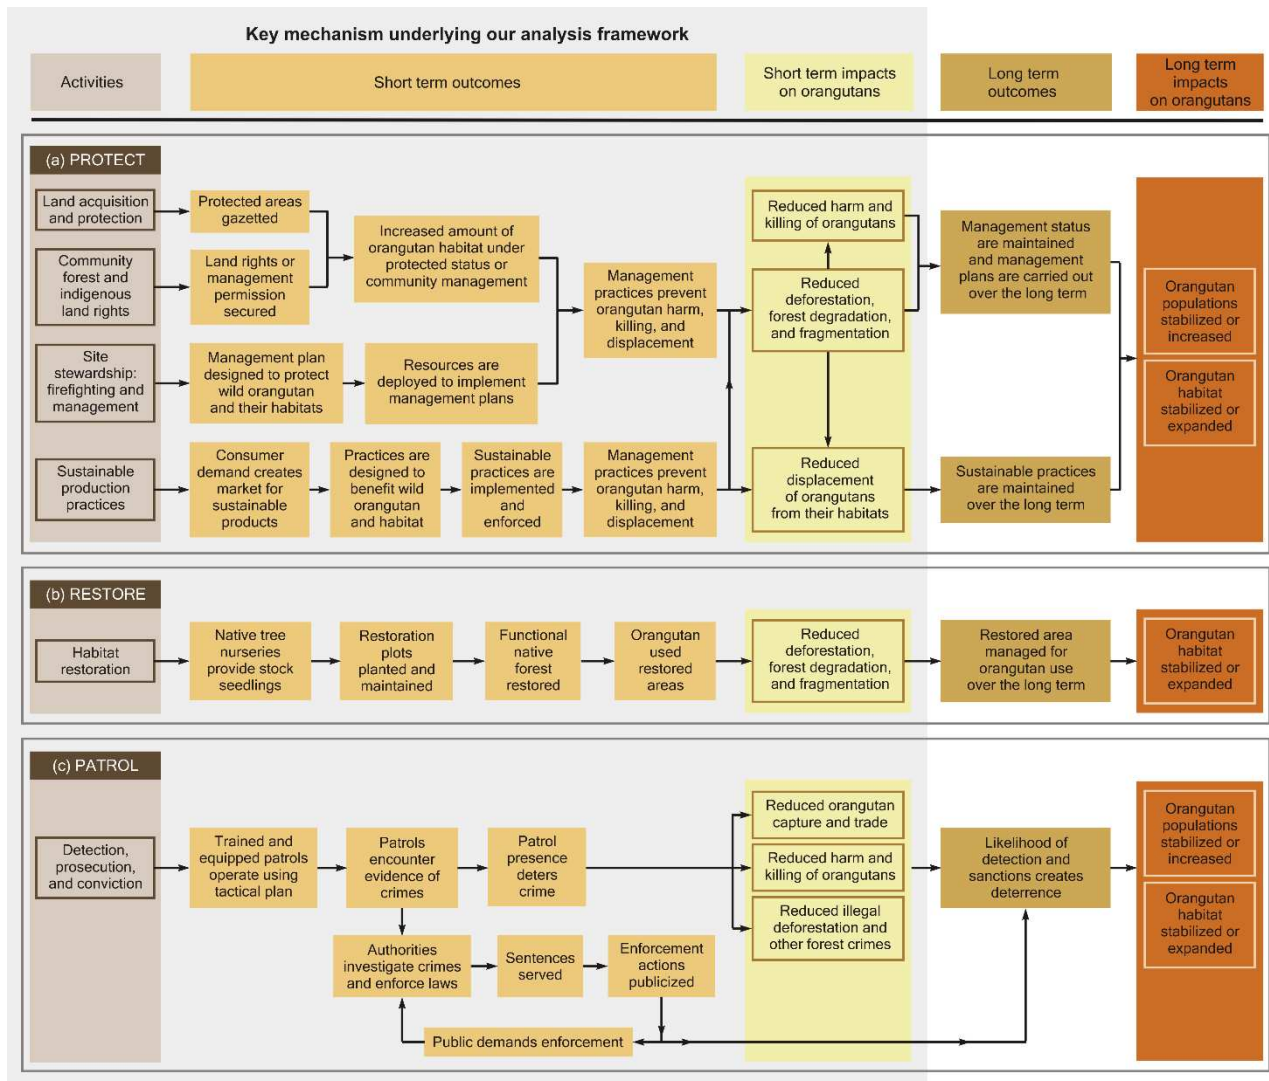 Key mechanism underlying our analysis framework
Activities
Short term outcomes
Short term impacts
on orangutans
Long term
outcomes
Long term
impacts
on orangutans
(a) PROTECT
Land acquisition
and protection
Protected areas
gazetted
Community
forest and
indigenous
land rights
Land rights or
management
permission
secured
Increased amount of
orangutan habitat under
protected status or
community management
Site
stewardship:
firefighting and
management
Management plan
designed to protect
wild orangutan
and their habitats
Resources are
deployed to implement
management plans
Management
practices prevent
orangutan harm,
killing, and
displacement
Sustainable
production
practices
Consumer
demand creates
market for
sustainable
products
Practices are
designed to
benefit wild
orangutan
and habitat
Sustainable
practices are
implemented
and
enforced
Management
practices prevent
orangutan harm,
killing, and
displacement
Reduced harm and
killing of orangutans
Reduced
deforestation,
forest degradation,
and fragmentation
Reduced
displacement
of orangutans
from their habitats
Management status
are maintained
and management
plans are carried out
over the long term
Sustainable practices
are maintained
over the long term
Orangutan
populations
stabilized or
increased
Orangutan
habitat
stabilized or
expanded
(b) RESTORE
Habitat
restoration
Native tree
nurseries
provide stock
seedlings
Restoration
plots
planted and
maintained
Functional
native
forest
restored
Orangutan
used
restored
areas
Reduced
deforestation,
forest degradation,
and fragmentation
Restored area
managed for
orangutan use
over the long term
Orangutan
habitat
stabilized or
expanded
(c) PATROL
Detection,
prosecution,
and conviction
Trained and
equipped patrols
operate using
tactical plan
Patrols
encounter
evidence of
crimes
Patrol
presence
deters
crime
Authorities
investigate crimes
and enforce laws
Sentences
served
Enforcement
actions
publicized
Public demands enforcement
Reduced orangutan
capture and trade
Reduced harm and
killing of orangutans
Reduced illegal
deforestation and
other forest crimes
Likelihood of
detection and
sanctions creates
deterrence
Orangutan
populations
stabilized or
increased
Orangutan
habitat
stabilized or
expanded